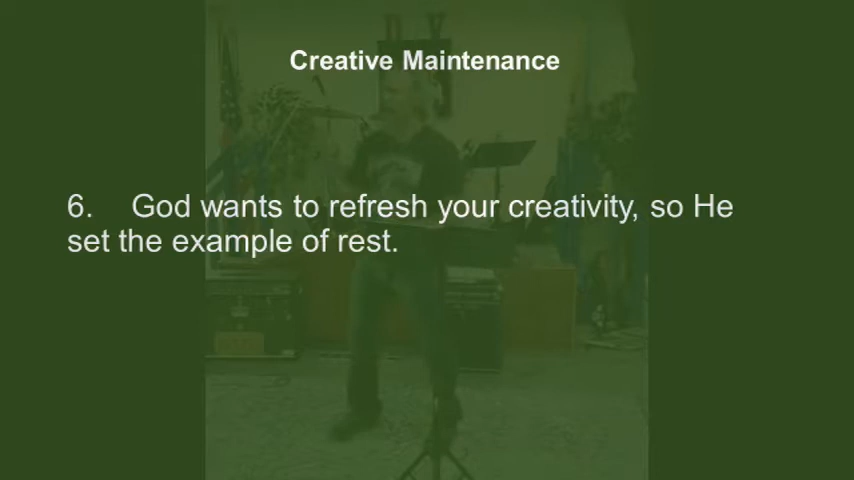 Creative Maintenance
6. God wants to refresh your creativity, so He
set the example of rest.